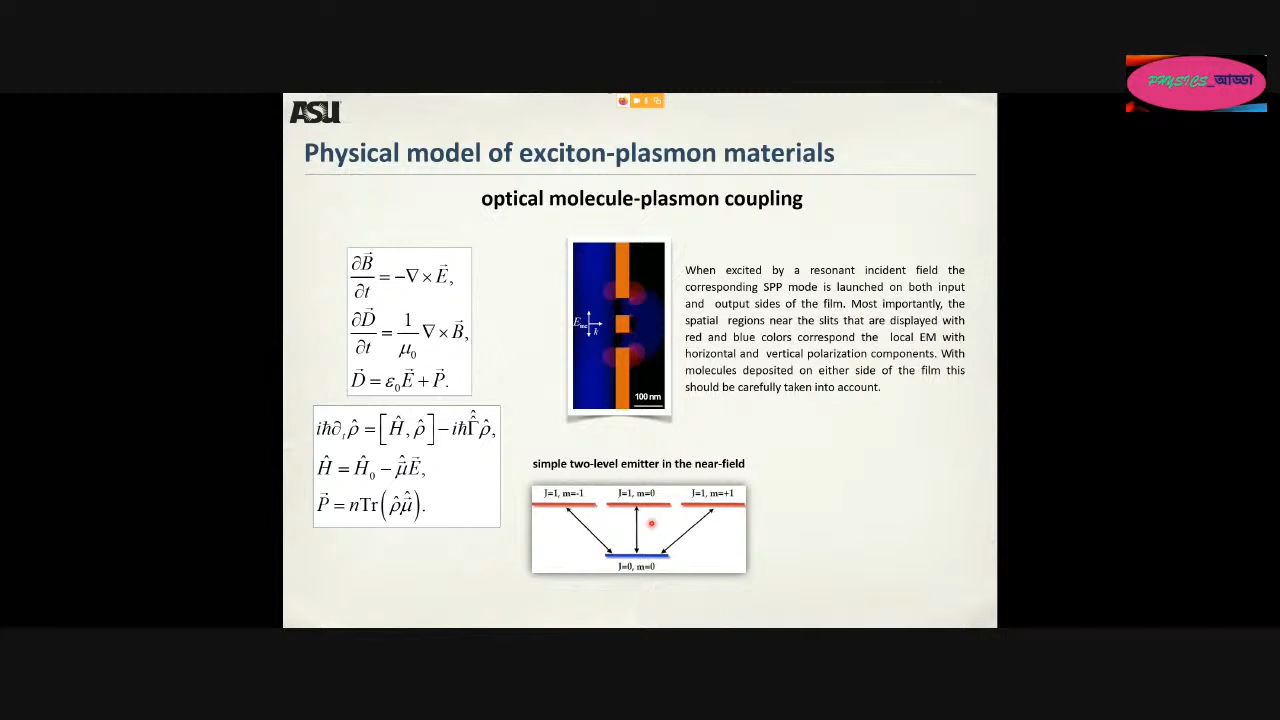 PHYSICS_আড্ডা
ASU
Physical model of exciton-plasmon materials
optical molecule-plasmon coupling
∂B⃗/∂t = −∇ × E⃗,
∂D⃗/∂t = 1/μ₀ ∇ × B⃗,
D⃗ = ε₀E⃗ + P⃗.
iħ∂ₜρ̂ = [Ĥ, ρ̂] − iħΓ̂̂ρ̂,
Ĥ = Ĥ₀ − μ̂⃗E⃗,
P⃗ = nTr(ρ̂μ̂⃗).
E_inc
k
100 nm
When excited by a resonant incident field the
corresponding SPP mode is launched on both input
and output sides of the film. Most importantly, the
spatial regions near the slits that are displayed with
red and blue colors correspond the local EM with
horizontal and vertical polarization components. With
molecules deposited on either side of the film this
should be carefully taken into account.
simple two-level emitter in the near-field
J=1, m=-1 J=1, m=0 J=1, m=+1
J=0, m=0